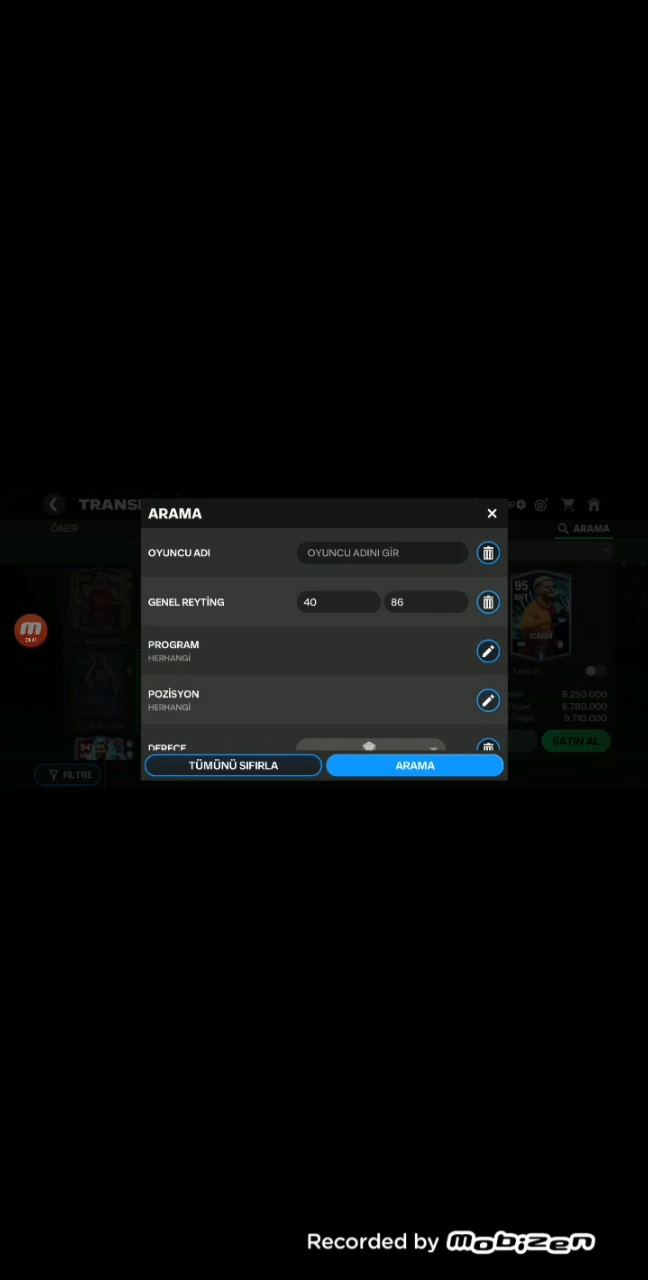 TRANS
ARAMA
ÖNER
ARAMA
OYUNCU ADI
OYUNCU ADINI GİR
GENEL REYTİNG
40
86
95
SNT
ICARDI
PROGRAM
HERHANGİ
POZİSYON
HERHANGİ
9.250.000
8.780.000
9.710.000
DERECE
94
SATIN AL
TÜMÜNÜ SIFIRLA
ARAMA
FİLTRE
Recorded by mobizen